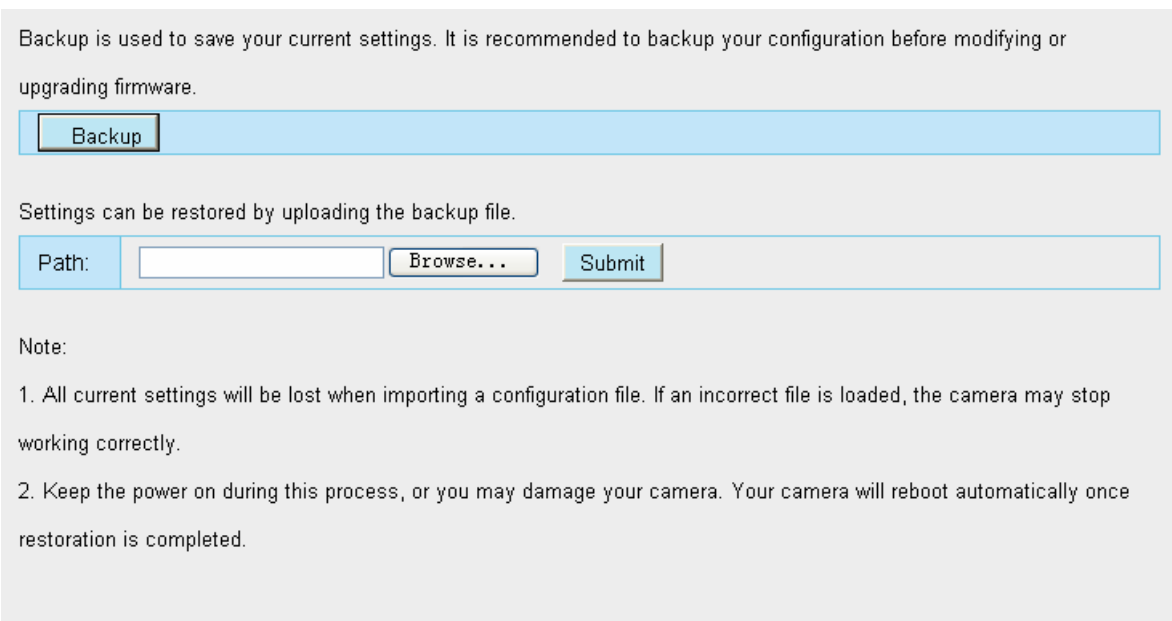 Backup is used to save your current settings. It is recommended to backup your configuration before modifying or
upgrading firmware.
Backup
Settings can be restored by uploading the backup file.
Path: Browse... Submit
Note:
1. All current settings will be lost when importing a configuration file. If an incorrect file is loaded, the camera may stop
working correctly.
2. Keep the power on during this process, or you may damage your camera. Your camera will reboot automatically once
restoration is completed.